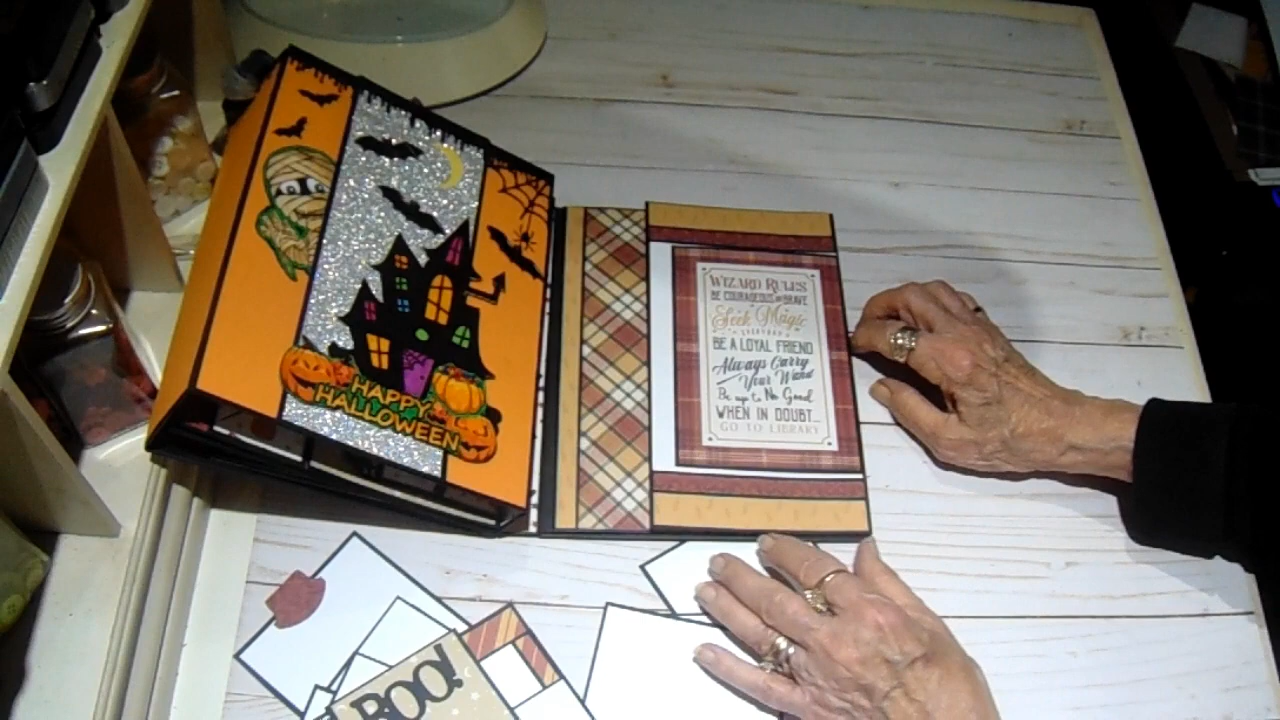 HAPPY
HALLOWEEN
WIZARD RULES
BE COURAGEOUS OR BRAVE
Seek Magic
EVERYDAY
BE A LOYAL FRIEND
Always Carry
Your Wand
Be up to No Good
WHEN IN DOUBT...
GO TO LIBRARY
BOO!